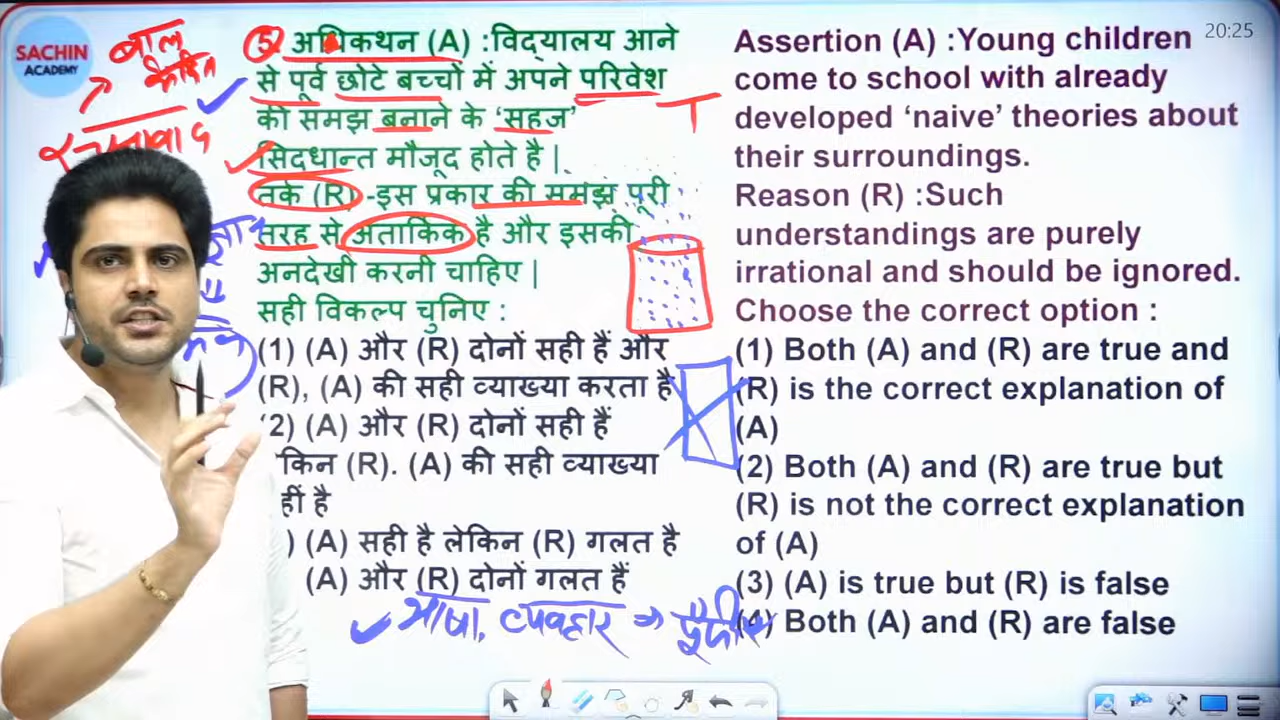 SACHIN
ACADEMY
बाल
केंद्रित
(5) अभिकथन (A) :विद्यालय आने
से पूर्व छोटे बच्चों में अपने परिवेश
की समझ बनाने के ‘सहज’
सिद्धान्त मौजूद होते है |
तर्क (R) -इस प्रकार की समझ पूरी
तरह से अतार्किक है और इसकी
अनदेखी करनी चाहिए |
सही विकल्प चुनिए :
(1) (A) और (R) दोनों सही हैं और
(R), (A) की सही व्याख्या करता है
2) (A) और (R) दोनों सही हैं
किन (R). (A) की सही व्याख्या
हीं है
) (A) सही है लेकिन (R) गलत है
(A) और (R) दोनों गलत हैं
भाषा, व्यवहार →
T
20:25
Assertion (A) :Young children
come to school with already
developed ‘naive’ theories about
their surroundings.
Reason (R) :Such
understandings are purely
irrational and should be ignored.
Choose the correct option :
(1) Both (A) and (R) are true and
(R) is the correct explanation of
(A)
(2) Both (A) and (R) are true but
(R) is not the correct explanation
of (A)
(3) (A) is true but (R) is false
(4) Both (A) and (R) are false